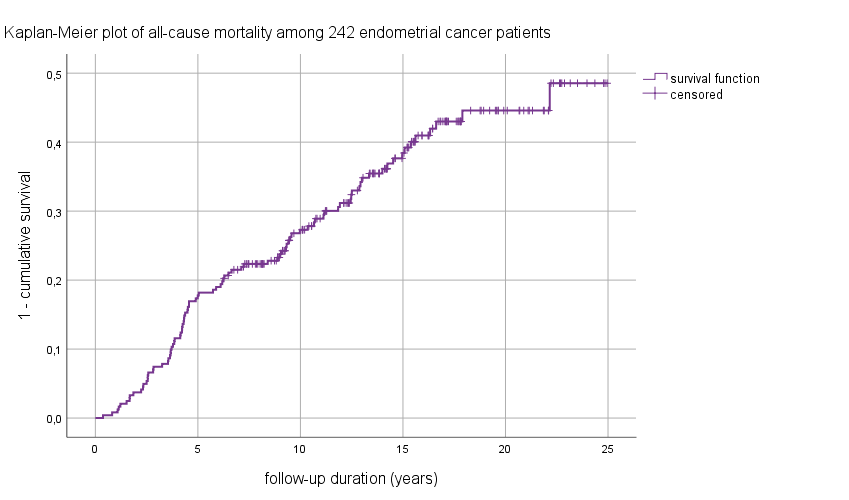 Kaplan-Meier plot of all-cause mortality among 242 endometrial cancer patients
survival function
censored
1 - cumulative survival
0,5
0,4
0,3
0,2
0,1
0,0
0 5 10 15 20 25
follow-up duration (years)